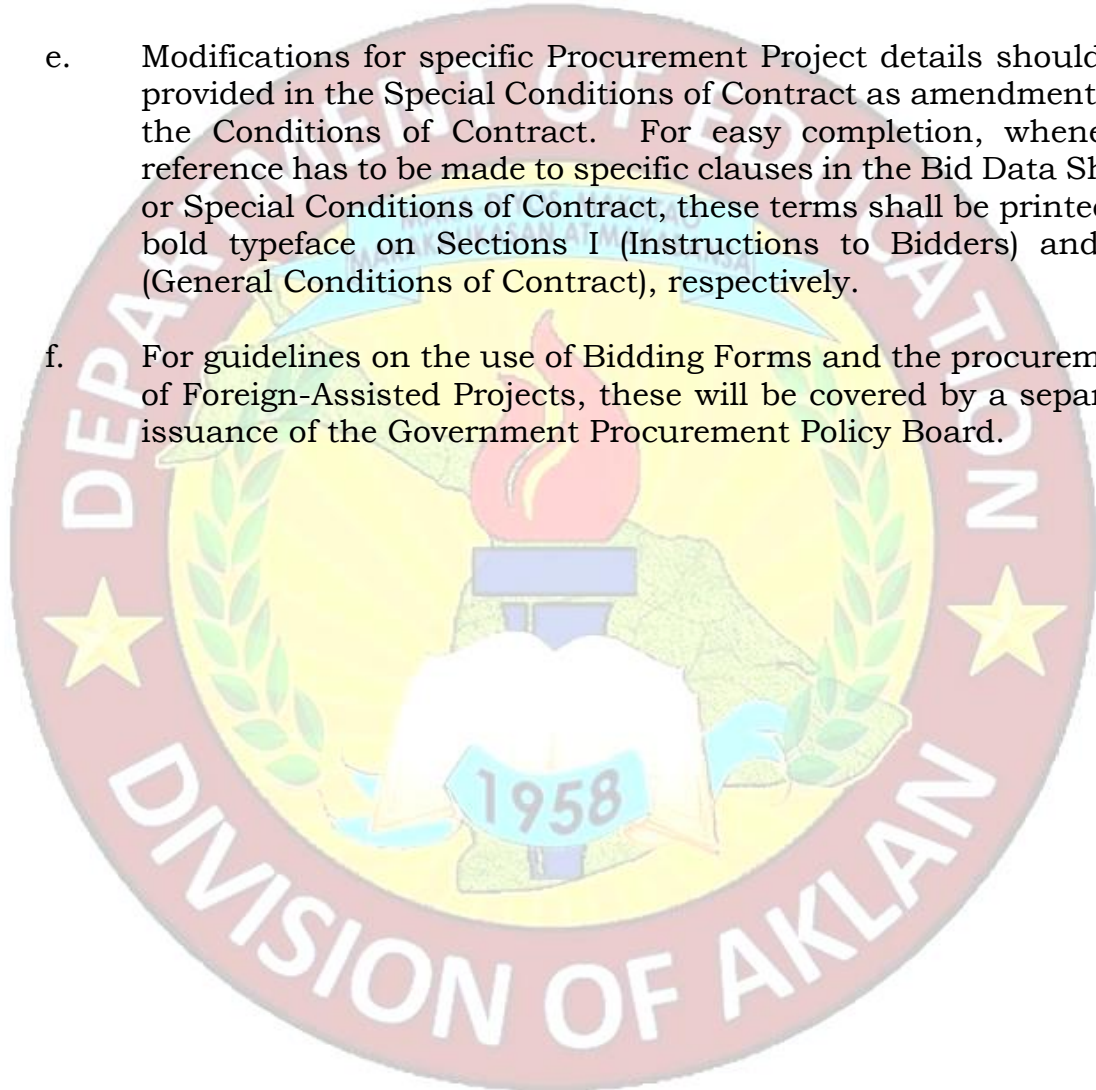 e. Modifications for specific Procurement Project details should
provided in the Special Conditions of Contract as amendment
the Conditions of Contract. For easy completion, whene
reference has to be made to specific clauses in the Bid Data Sh
or Special Conditions of Contract, these terms shall be printe
bold typeface on Sections I (Instructions to Bidders) and
(General Conditions of Contract), respectively.
f. For guidelines on the use of Bidding Forms and the procurem
of Foreign-Assisted Projects, these will be covered by a separ
issuance of the Government Procurement Policy Board.
DEPARTMENT OF EDUCATION
1958
DIVISION OF AKLAN